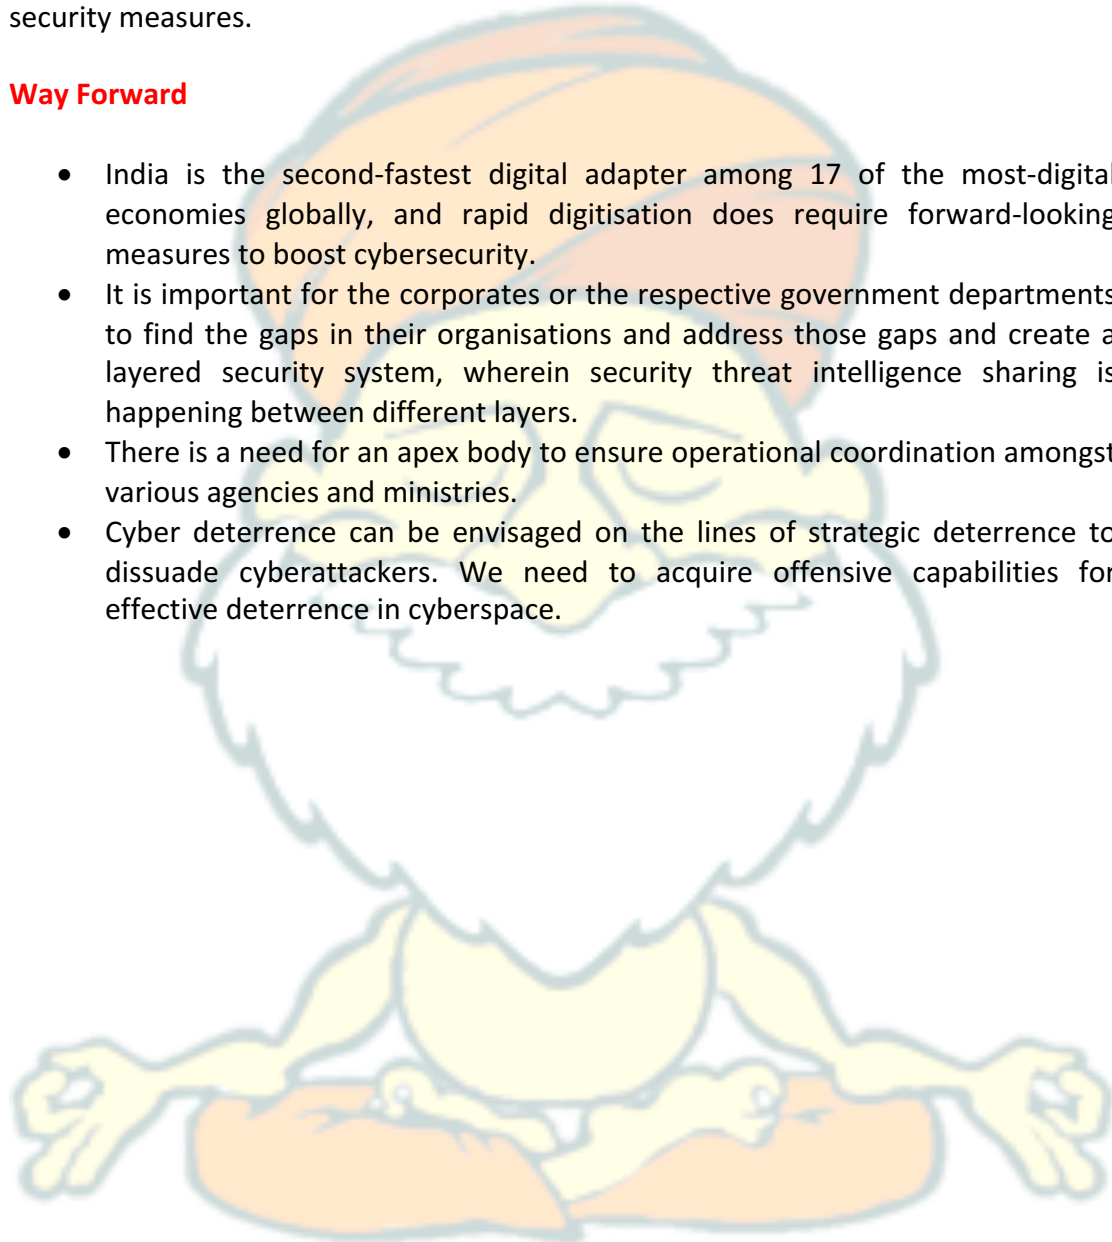 security measures.
Way Forward
• India is the second-fastest digital adapter among 17 of the most-digital
economies globally, and rapid digitisation does require forward-looking
measures to boost cybersecurity.
• It is important for the corporates or the respective government departments
to find the gaps in their organisations and address those gaps and create a
layered security system, wherein security threat intelligence sharing is
happening between different layers.
• There is a need for an apex body to ensure operational coordination amongst
various agencies and ministries.
• Cyber deterrence can be envisaged on the lines of strategic deterrence to
dissuade cyberattackers. We need to acquire offensive capabilities for
effective deterrence in cyberspace.